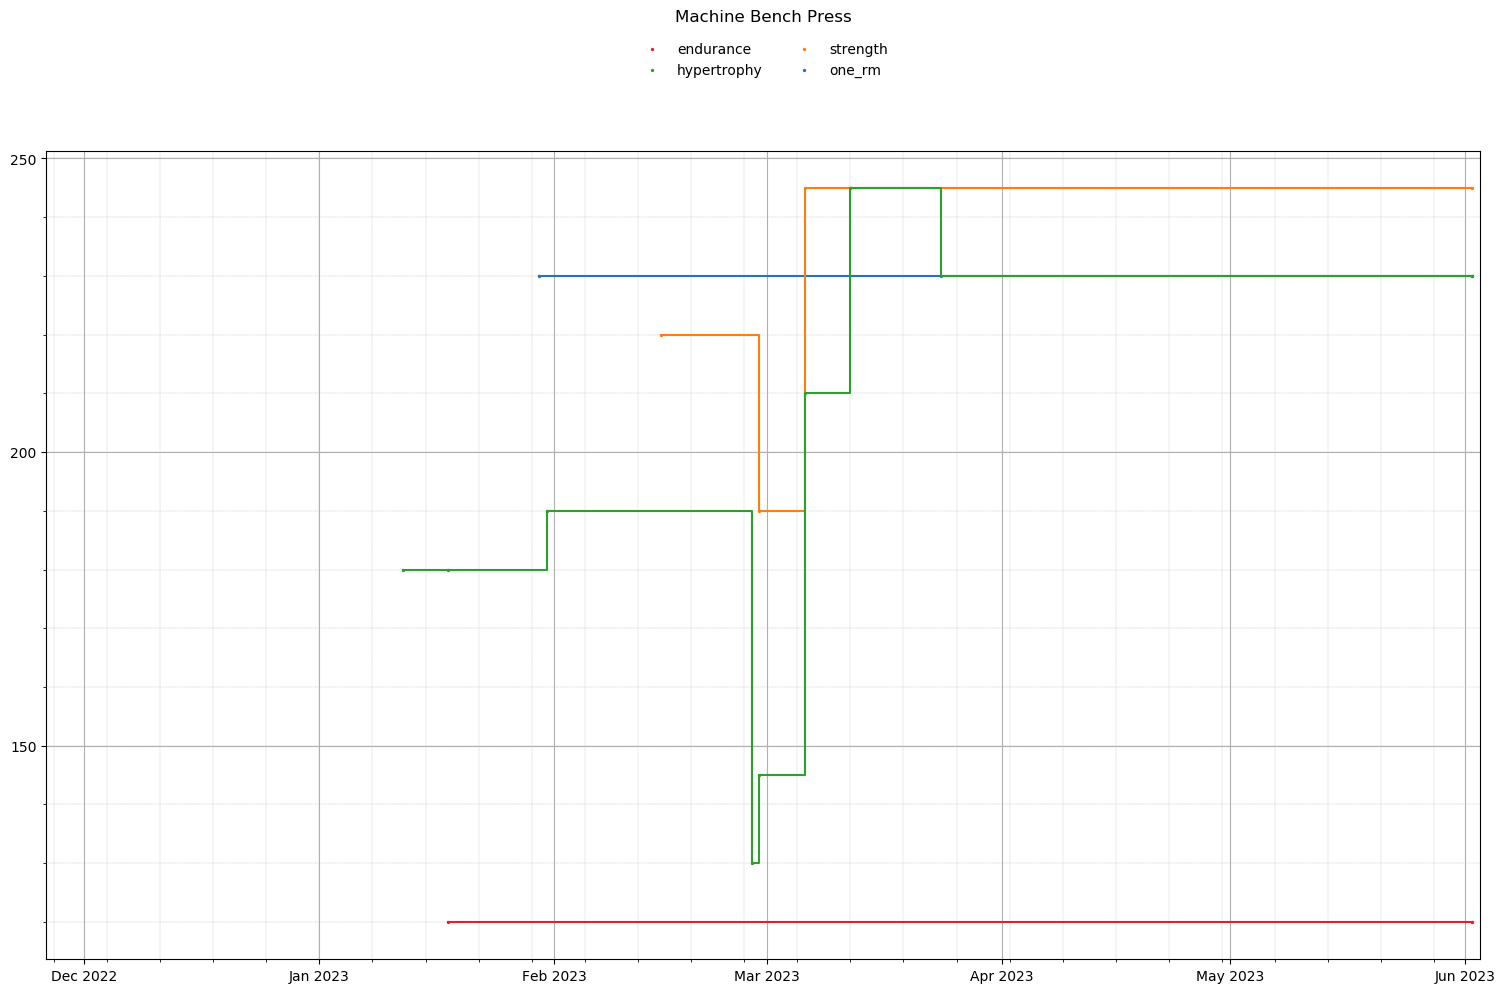 Machine Bench Press
endurance strength
hypertrophy one_rm
250
200
150
Dec 2022 Jan 2023 Feb 2023 Mar 2023 Apr 2023 May 2023 Jun 2023